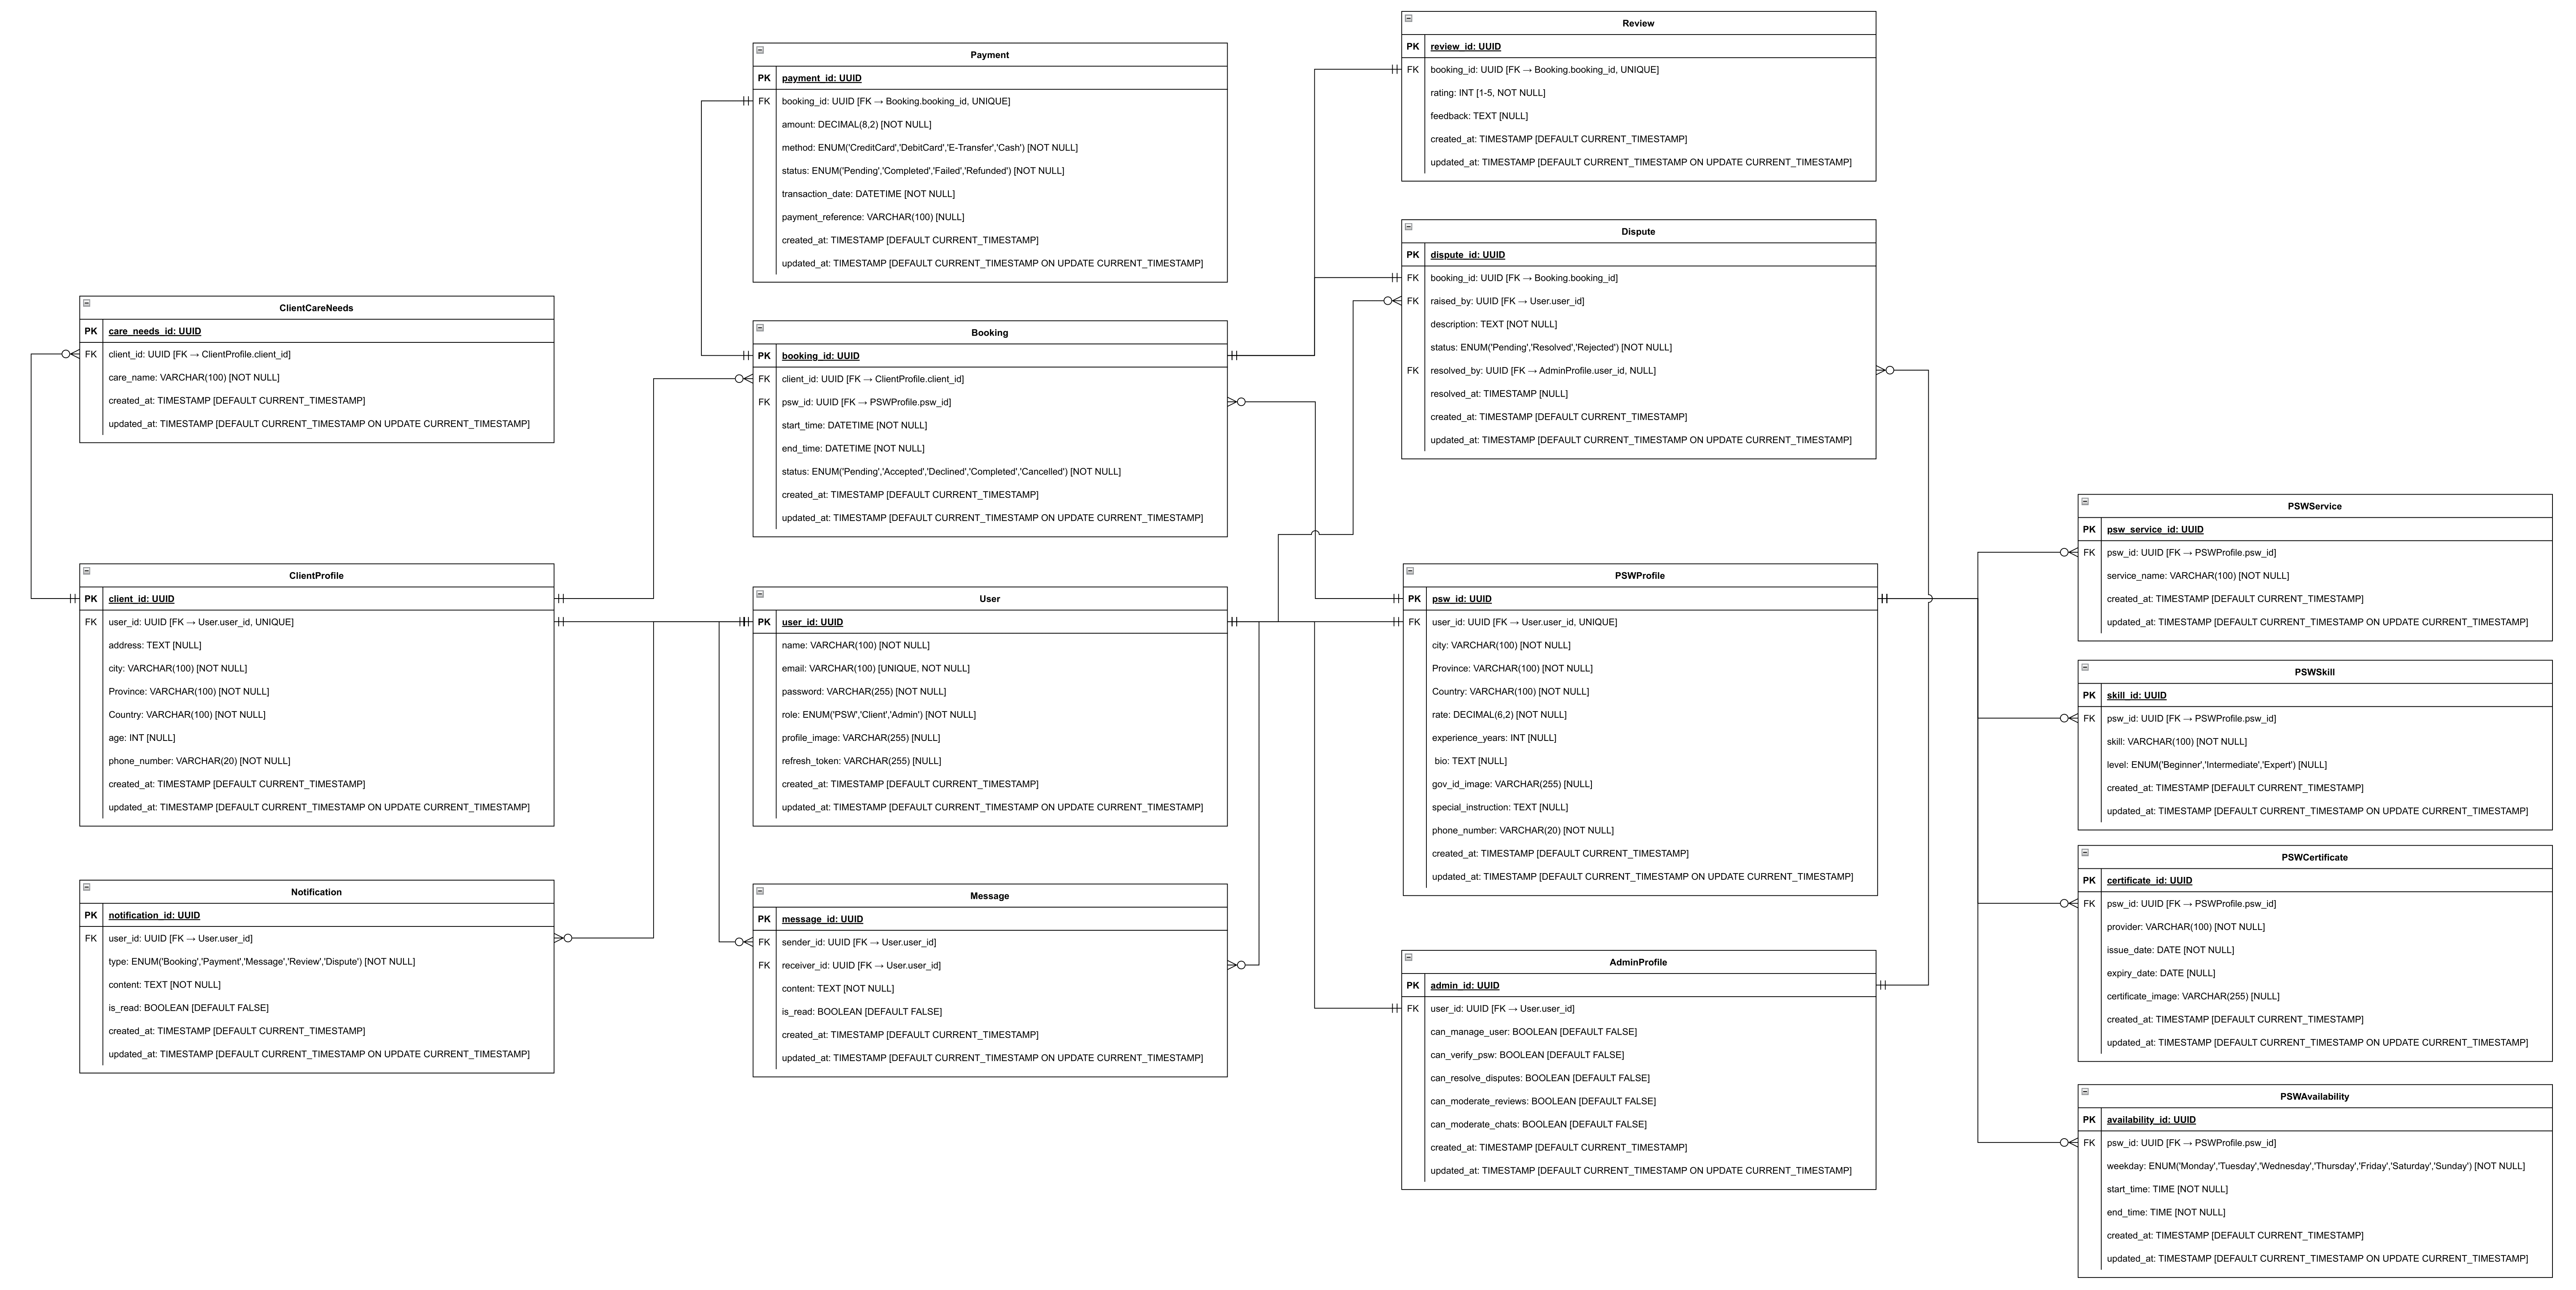 Review
PK review_id: UUID
FK booking_id: UUID [FK → Booking.booking_id, UNIQUE]
rating: INT [1-5, NOT NULL]
feedback: TEXT [NULL]
created_at: TIMESTAMP [DEFAULT CURRENT_TIMESTAMP]
updated_at: TIMESTAMP [DEFAULT CURRENT_TIMESTAMP ON UPDATE CURRENT_TIMESTAMP]
Payment
PK payment_id: UUID
FK booking_id: UUID [FK → Booking.booking_id, UNIQUE]
amount: DECIMAL(8,2) [NOT NULL]
method: ENUM('CreditCard','DebitCard','E-Transfer','Cash') [NOT NULL]
status: ENUM('Pending','Completed','Failed','Refunded') [NOT NULL]
transaction_date: DATETIME [NOT NULL]
payment_reference: VARCHAR(100) [NULL]
created_at: TIMESTAMP [DEFAULT CURRENT_TIMESTAMP]
updated_at: TIMESTAMP [DEFAULT CURRENT_TIMESTAMP ON UPDATE CURRENT_TIMESTAMP]
Dispute
PK dispute_id: UUID
FK booking_id: UUID [FK → Booking.booking_id]
FK raised_by: UUID [FK → User.user_id]
description: TEXT [NOT NULL]
status: ENUM('Pending','Resolved','Rejected') [NOT NULL]
FK resolved_by: UUID [FK → AdminProfile.user_id, NULL]
resolved_at: TIMESTAMP [NULL]
created_at: TIMESTAMP [DEFAULT CURRENT_TIMESTAMP]
updated_at: TIMESTAMP [DEFAULT CURRENT_TIMESTAMP ON UPDATE CURRENT_TIMESTAMP]
ClientCareNeeds
PK care_needs_id: UUID
FK client_id: UUID [FK → ClientProfile.client_id]
care_name: VARCHAR(100) [NOT NULL]
created_at: TIMESTAMP [DEFAULT CURRENT_TIMESTAMP]
updated_at: TIMESTAMP [DEFAULT CURRENT_TIMESTAMP ON UPDATE CURRENT_TIMESTAMP]
Booking
PK booking_id: UUID
FK client_id: UUID [FK → ClientProfile.client_id]
FK psw_id: UUID [FK → PSWProfile.psw_id]
start_time: DATETIME [NOT NULL]
end_time: DATETIME [NOT NULL]
status: ENUM('Pending','Accepted','Declined','Completed','Cancelled') [NOT NULL]
created_at: TIMESTAMP [DEFAULT CURRENT_TIMESTAMP]
updated_at: TIMESTAMP [DEFAULT CURRENT_TIMESTAMP ON UPDATE CURRENT_TIMESTAMP]
PSWService
PK psw_service_id: UUID
FK psw_id: UUID [FK → PSWProfile.psw_id]
service_name: VARCHAR(100) [NOT NULL]
created_at: TIMESTAMP [DEFAULT CURRENT_TIMESTAMP]
updated_at: TIMESTAMP [DEFAULT CURRENT_TIMESTAMP ON UPDATE CURRENT_TIMESTAMP]
ClientProfile
PK client_id: UUID
FK user_id: UUID [FK → User.user_id, UNIQUE]
address: TEXT [NULL]
city: VARCHAR(100) [NOT NULL]
Province: VARCHAR(100) [NOT NULL]
Country: VARCHAR(100) [NOT NULL]
age: INT [NULL]
phone_number: VARCHAR(20) [NOT NULL]
created_at: TIMESTAMP [DEFAULT CURRENT_TIMESTAMP]
updated_at: TIMESTAMP [DEFAULT CURRENT_TIMESTAMP ON UPDATE CURRENT_TIMESTAMP]
User
PK user_id: UUID
name: VARCHAR(100) [NOT NULL]
email: VARCHAR(100) [UNIQUE, NOT NULL]
password: VARCHAR(255) [NOT NULL]
role: ENUM('PSW','Client','Admin') [NOT NULL]
profile_image: VARCHAR(255) [NULL]
refresh_token: VARCHAR(255) [NULL]
created_at: TIMESTAMP [DEFAULT CURRENT_TIMESTAMP]
updated_at: TIMESTAMP [DEFAULT CURRENT_TIMESTAMP ON UPDATE CURRENT_TIMESTAMP]
PSWProfile
PK psw_id: UUID
FK user_id: UUID [FK → User.user_id, UNIQUE]
city: VARCHAR(100) [NOT NULL]
Province: VARCHAR(100) [NOT NULL]
Country: VARCHAR(100) [NOT NULL]
rate: DECIMAL(6,2) [NOT NULL]
experience_years: INT [NULL]
bio: TEXT [NULL]
gov_id_image: VARCHAR(255) [NULL]
special_instruction: TEXT [NULL]
phone_number: VARCHAR(20) [NOT NULL]
created_at: TIMESTAMP [DEFAULT CURRENT_TIMESTAMP]
updated_at: TIMESTAMP [DEFAULT CURRENT_TIMESTAMP ON UPDATE CURRENT_TIMESTAMP]
PSWSkill
PK skill_id: UUID
FK psw_id: UUID [FK → PSWProfile.psw_id]
skill: VARCHAR(100) [NOT NULL]
level: ENUM('Beginner','Intermediate','Expert') [NULL]
created_at: TIMESTAMP [DEFAULT CURRENT_TIMESTAMP]
updated_at: TIMESTAMP [DEFAULT CURRENT_TIMESTAMP ON UPDATE CURRENT_TIMESTAMP]
PSWCertificate
PK certificate_id: UUID
FK psw_id: UUID [FK → PSWProfile.psw_id]
provider: VARCHAR(100) [NOT NULL]
issue_date: DATE [NOT NULL]
expiry_date: DATE [NULL]
certificate_image: VARCHAR(255) [NULL]
created_at: TIMESTAMP [DEFAULT CURRENT_TIMESTAMP]
updated_at: TIMESTAMP [DEFAULT CURRENT_TIMESTAMP ON UPDATE CURRENT_TIMESTAMP]
Notification
PK notification_id: UUID
FK user_id: UUID [FK → User.user_id]
type: ENUM('Booking','Payment','Message','Review','Dispute') [NOT NULL]
content: TEXT [NOT NULL]
is_read: BOOLEAN [DEFAULT FALSE]
created_at: TIMESTAMP [DEFAULT CURRENT_TIMESTAMP]
updated_at: TIMESTAMP [DEFAULT CURRENT_TIMESTAMP ON UPDATE CURRENT_TIMESTAMP]
Message
PK message_id: UUID
FK sender_id: UUID [FK → User.user_id]
FK receiver_id: UUID [FK → User.user_id]
content: TEXT [NOT NULL]
is_read: BOOLEAN [DEFAULT FALSE]
created_at: TIMESTAMP [DEFAULT CURRENT_TIMESTAMP]
updated_at: TIMESTAMP [DEFAULT CURRENT_TIMESTAMP ON UPDATE CURRENT_TIMESTAMP]
AdminProfile
PK admin_id: UUID
FK user_id: UUID [FK → User.user_id]
can_manage_user: BOOLEAN [DEFAULT FALSE]
can_verify_psw: BOOLEAN [DEFAULT FALSE]
can_resolve_disputes: BOOLEAN [DEFAULT FALSE]
can_moderate_reviews: BOOLEAN [DEFAULT FALSE]
can_moderate_chats: BOOLEAN [DEFAULT FALSE]
created_at: TIMESTAMP [DEFAULT CURRENT_TIMESTAMP]
updated_at: TIMESTAMP [DEFAULT CURRENT_TIMESTAMP ON UPDATE CURRENT_TIMESTAMP]
PSWAvailability
PK availability_id: UUID
FK psw_id: UUID [FK → PSWProfile.psw_id]
weekday: ENUM('Monday','Tuesday','Wednesday','Thursday','Friday','Saturday','Sunday') [NOT NULL]
start_time: TIME [NOT NULL]
end_time: TIME [NOT NULL]
created_at: TIMESTAMP [DEFAULT CURRENT_TIMESTAMP]
updated_at: TIMESTAMP [DEFAULT CURRENT_TIMESTAMP ON UPDATE CURRENT_TIMESTAMP]